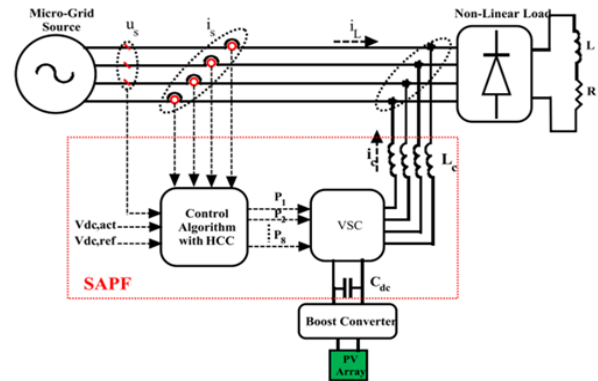 Micro-Grid
Source
u_s
i_s
i_L
Non-Linear Load
L
R
i_c
L_c
Control
Algorithm
with HCC
P_1
P_2
P_8
VSC
Vdc,act
Vdc,ref
SAPF
C_dc
Boost Converter
PV
Array